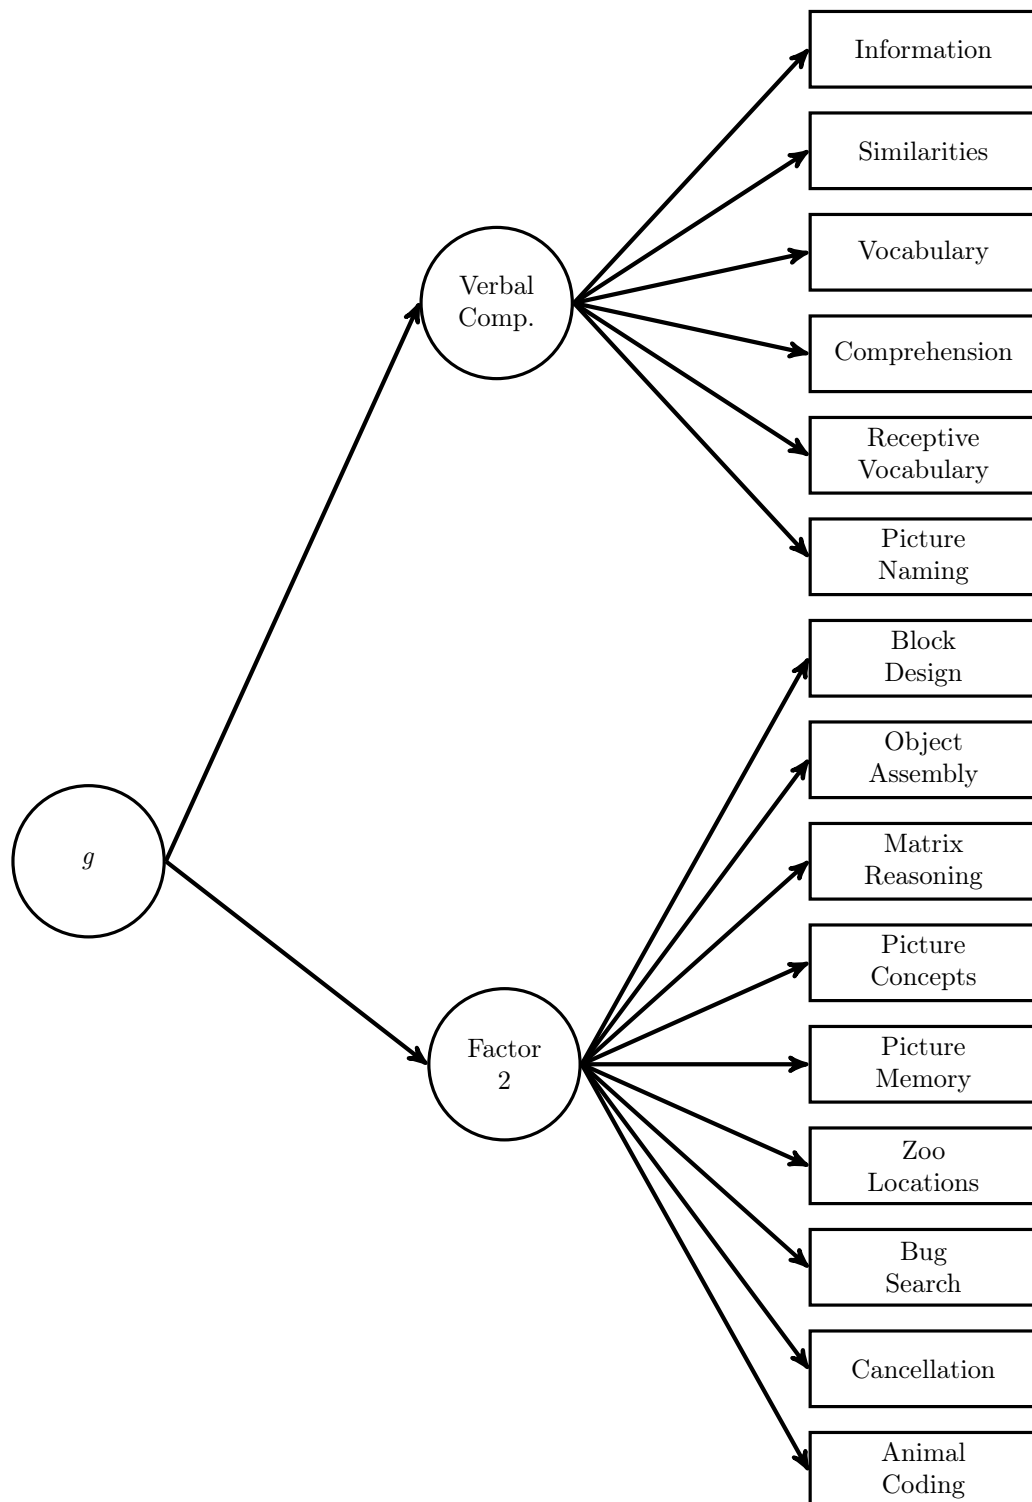 Information
Similarities
Vocabulary
Verbal
Comp.
Comprehension
Receptive
Vocabulary
Picture
Naming
Block
Design
Object
Assembly
g
Matrix
Reasoning
Picture
Concepts
Factor
2
Picture
Memory
Zoo
Locations
Bug
Search
Cancellation
Animal
Coding